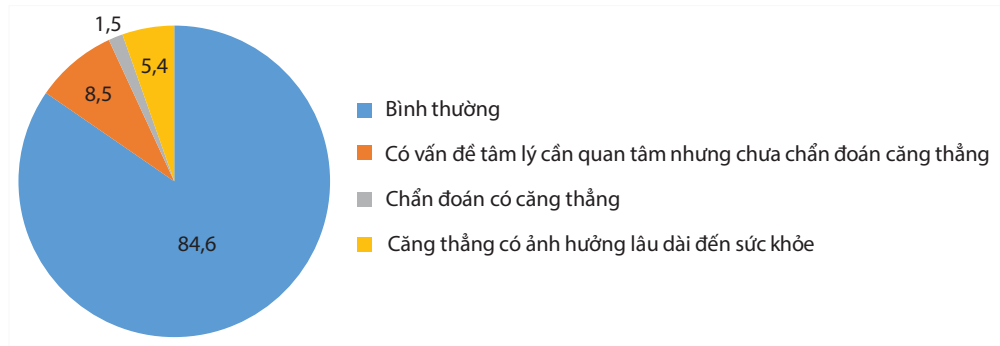 1,5
5,4
8,5
84,6
Bình thường
Có vấn đề tâm lý cần quan tâm nhưng chưa chẩn đoán căng thẳng
Chẩn đoán có căng thẳng
Căng thẳng có ảnh hưởng lâu dài đến sức khỏe